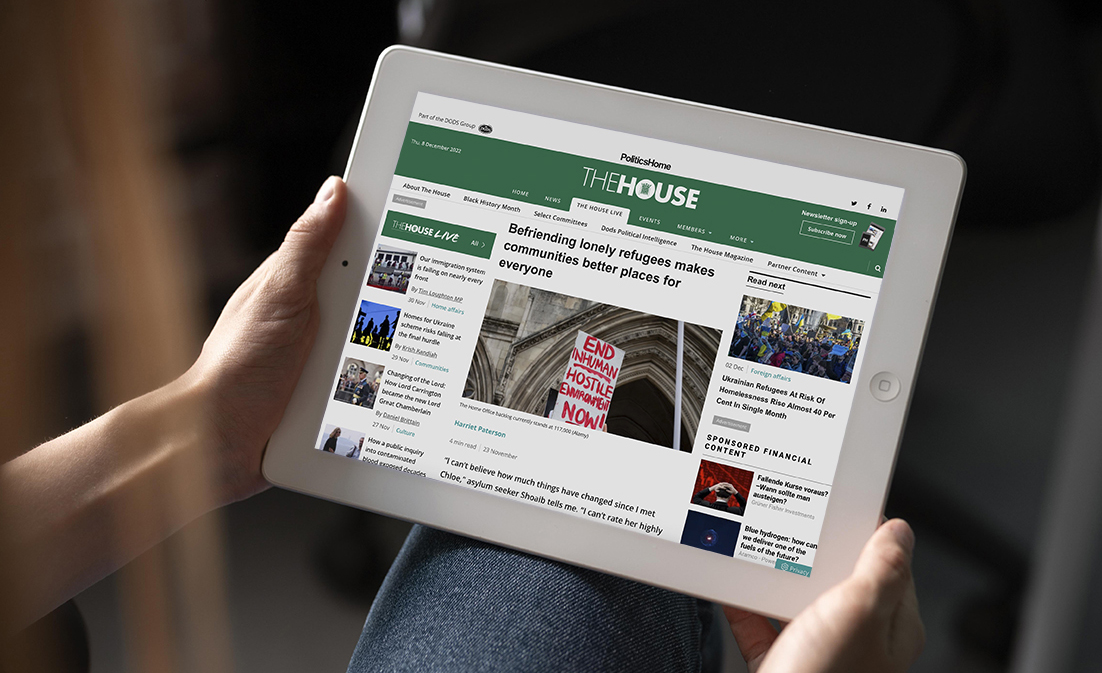 Part of the DODS Group
Thu, 8 December 2022
PoliticsHome
THEHOUSE
HOME
NEWS
THE HOUSE LIVE
EVENTS
MEMBERS
MORE
Newsletter sign-up
Subscribe now
About The House
Black History Month
Select Committees
Dods Political Intelligence
The House Magazine
Partner Content
Advertisement
THEHOUSE LIVE
All
Our immigration system
is failing on nearly every
front
By Tim Loughton MP
30 Nov
Home affairs
Homes for Ukraine
scheme risks falling at
the final hurdle
By Krish Kandiah
29 Nov
Communities
Changing of the Lord:
How Lord Carrington
became the new Lord
Great Chamberlain
By Daniel Brittain
27 Nov
Culture
How a public inquiry
into contaminated
blood exposed decades
Befriending lonely refugees makes
communities better places for
everyone
END
INHUMAN
HOSTILE
ENVIRONMENT
NOW!
The Home Office backlog currently stands at 117,000 (Alamy)
Harriet Paterson
4 min read
23 November
"I can't believe how much things have changed since I met
Chloe," asylum seeker Shoaib tells me. "I can't rate her highly
Read next
02 Dec
Foreign affairs
Ukrainian Refugees At Risk Of
Homelessness Rise Almost 40 Per
Cent In Single Month
Advertisement
SPONSORED FINANCIAL
CONTENT
Fallende Kurse voraus?
–Wann sollte man
austeigen?
Grüner Fisher Investments
Blue hydrogen: how can
we deliver one of the
fuels of the future?
Privacy